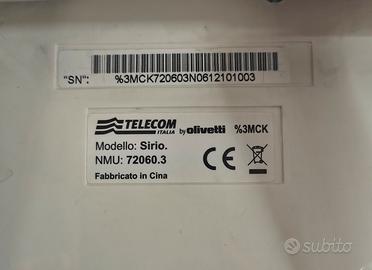 "SN":
%3MCK720603N0612101003
TELECOM
ITALIA by olivetti %3MCK
Modello: Sirio.
NMU: 72060.3
Fabbricato in Cina
CE
subito